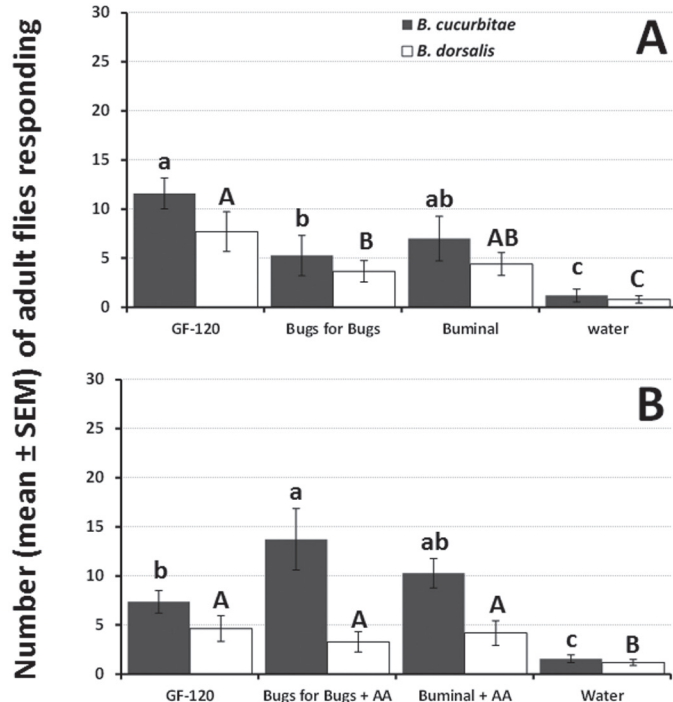 Number (mean ± SEM) of adult flies responding
A
B. cucurbitae
B. dorsalis
30
25
20
15
10
5
0
a
A
b
B
ab
AB
c
C
GF-120
Bugs for Bugs
Buminal
water
B
30
25
20
15
10
5
0
b
A
a
A
ab
A
c
B
GF-120
Bugs for Bugs + AA
Buminal + AA
Water